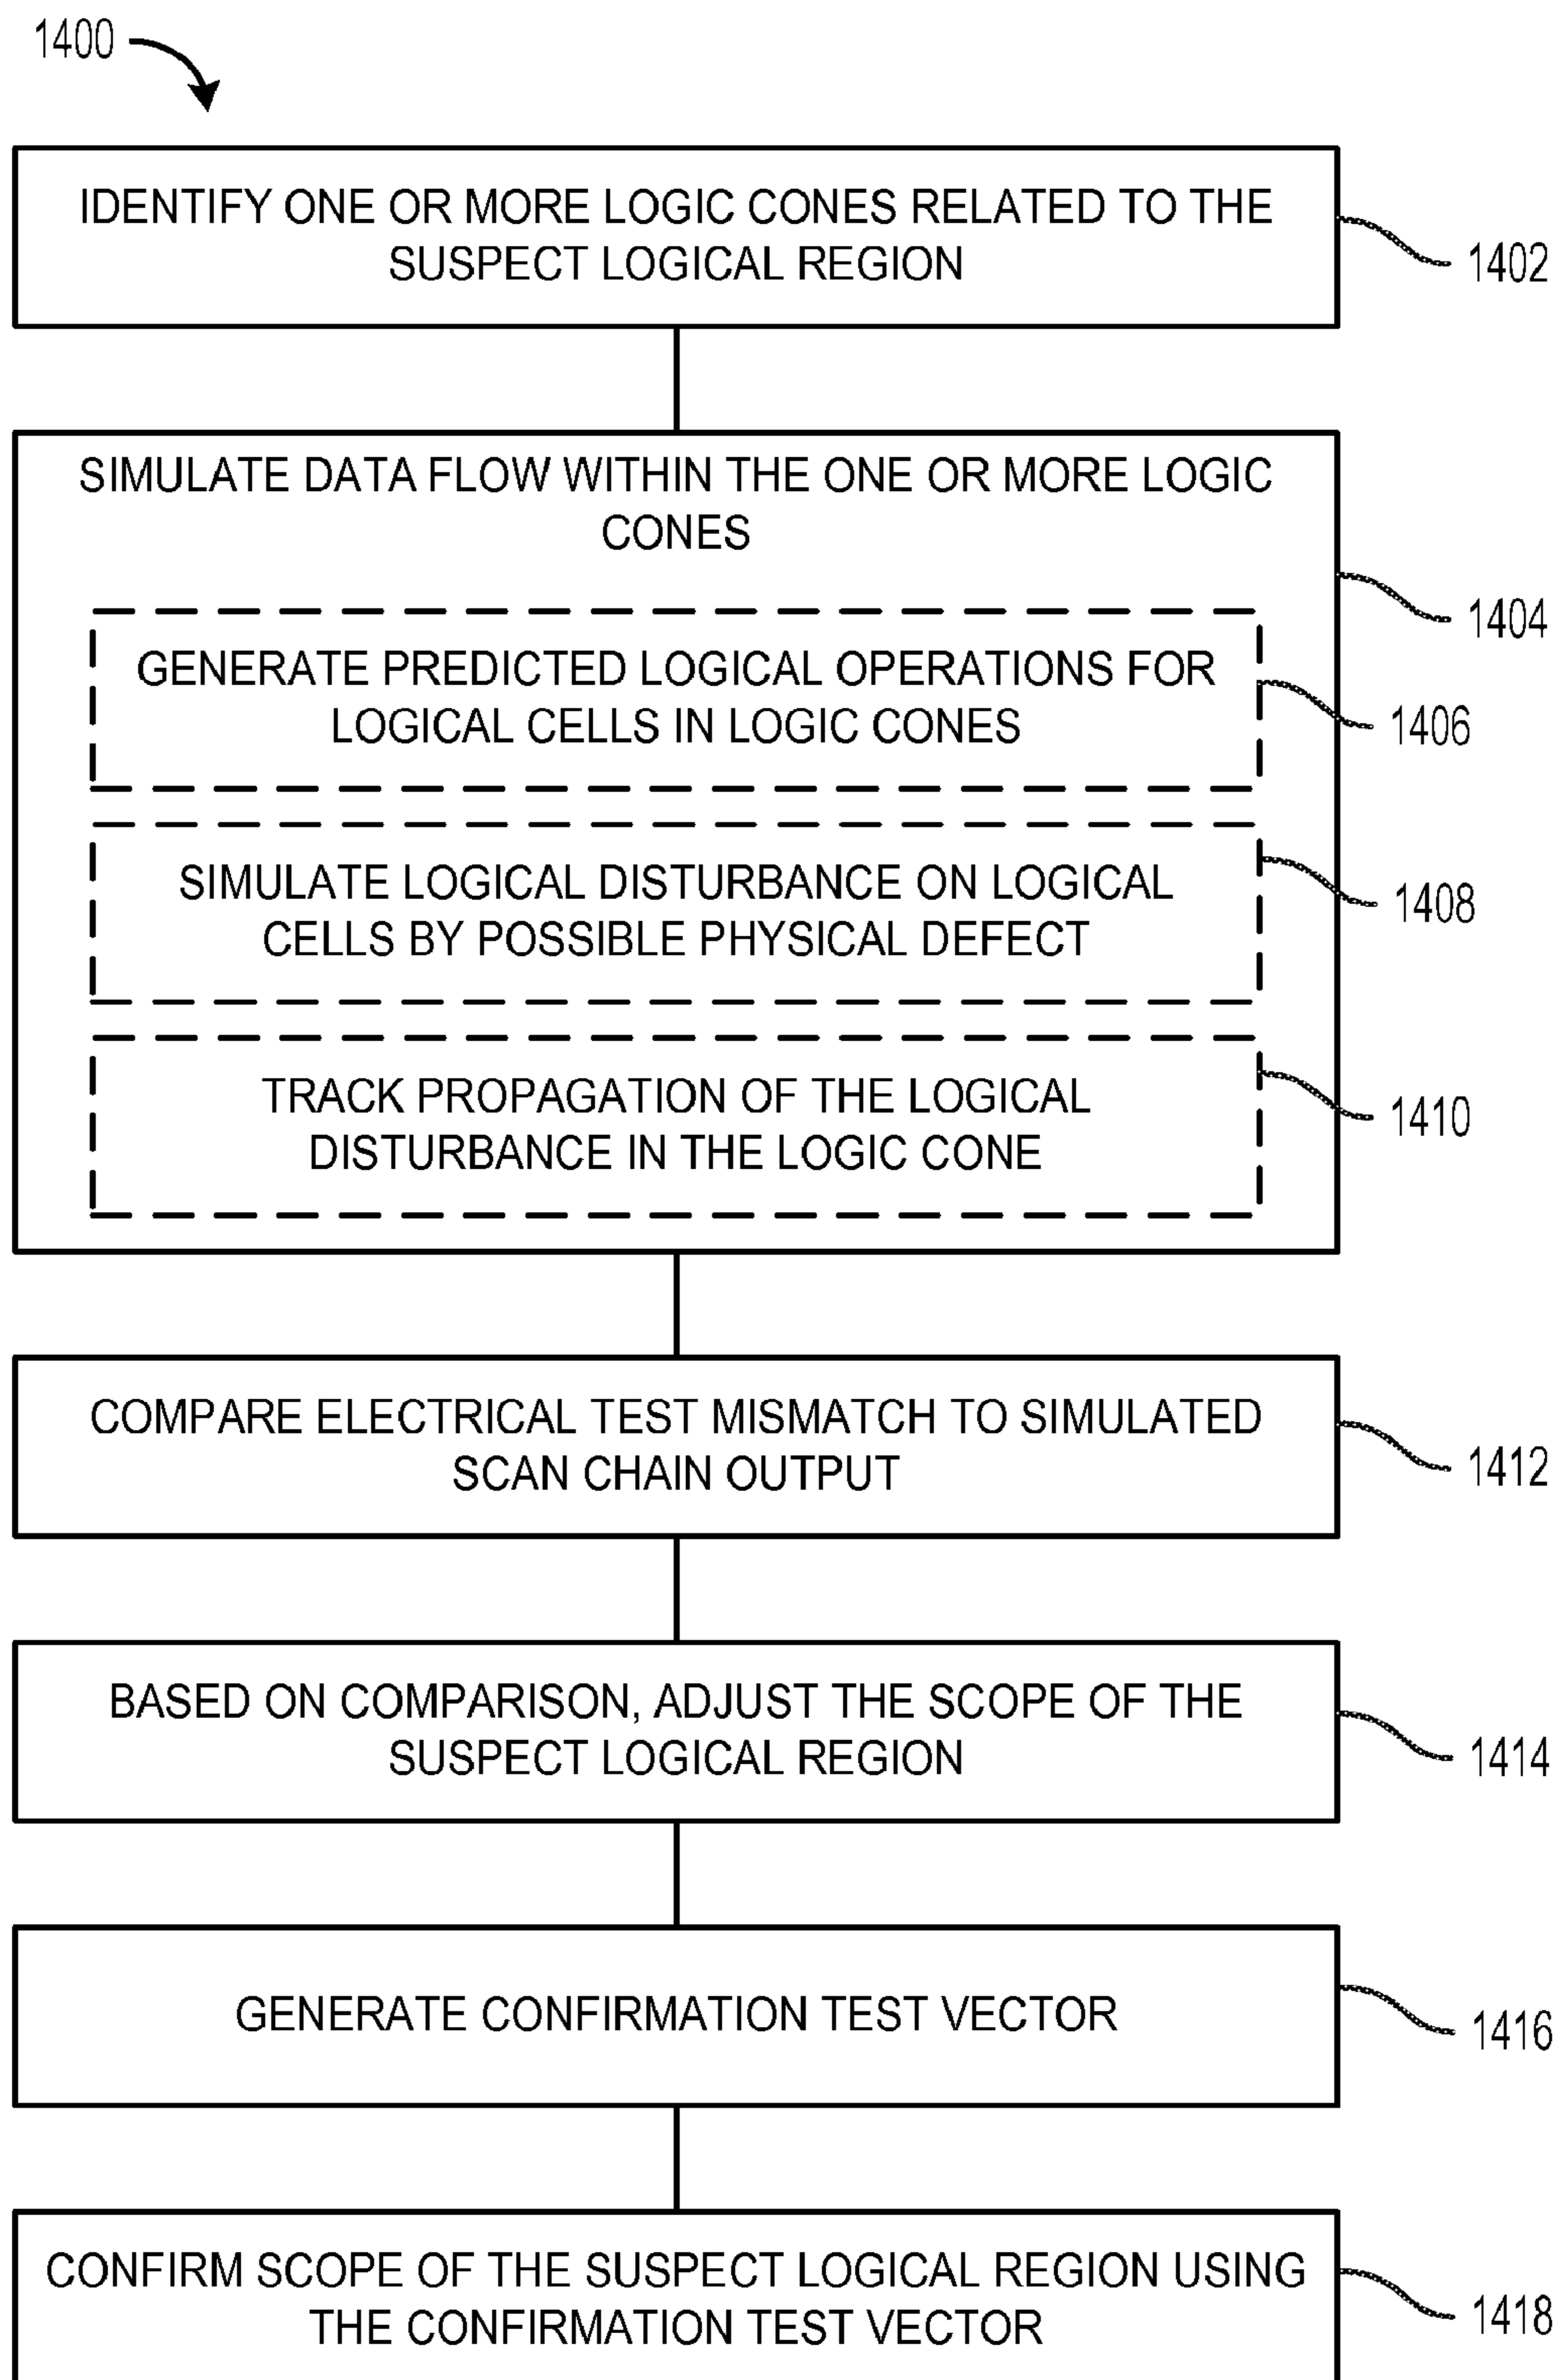 1400
IDENTIFY ONE OR MORE LOGIC CONES RELATED TO THE
SUSPECT LOGICAL REGION
1402
SIMULATE DATA FLOW WITHIN THE ONE OR MORE LOGIC
CONES
1404
GENERATE PREDICTED LOGICAL OPERATIONS FOR
LOGICAL CELLS IN LOGIC CONES
1406
SIMULATE LOGICAL DISTURBANCE ON LOGICAL
CELLS BY POSSIBLE PHYSICAL DEFECT
1408
TRACK PROPAGATION OF THE LOGICAL
DISTURBANCE IN THE LOGIC CONE
1410
COMPARE ELECTRICAL TEST MISMATCH TO SIMULATED
SCAN CHAIN OUTPUT
1412
BASED ON COMPARISON, ADJUST THE SCOPE OF THE
SUSPECT LOGICAL REGION
1414
GENERATE CONFIRMATION TEST VECTOR
1416
CONFIRM SCOPE OF THE SUSPECT LOGICAL REGION USING
THE CONFIRMATION TEST VECTOR
1418